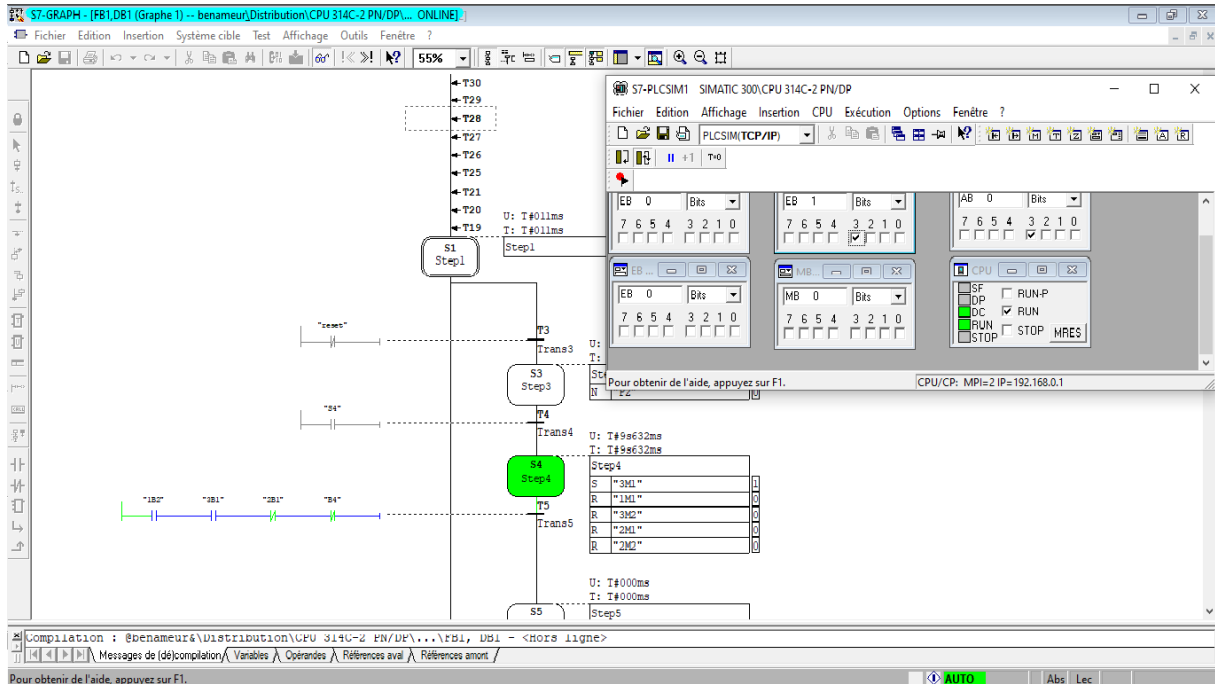 S7-GRAPH - [FB1,DB1 (Graphe 1) -- benameur\Distribution\CPU 314C-2 PN/DP\... ONLINE]
Fichier Edition Insertion Système cible Test Affichage Outils Fenêtre ?
55%
T30
T29
T28
T27
T26
T25
T21
T20
T19
U: T#011ms
T: T#011ms
S1
Step1
Step1
"reset"
T3
Trans3
U:
T:
S3
Step3
N "P2" 0
"S4"
T4
Trans4
U: T#9s632ms
T: T#9s632ms
S4
Step4
Step4
S "3M1" 1
R "1M1" 0
R "3M2" 0
R "2M1" 0
R "2M2" 0
"1B2" "3B1" "2B1" "B4"
T5
Trans5
U: T#000ms
T: T#000ms
S5
Step5
S7-PLCSIM1 SIMATIC 300\CPU 314C-2 PN/DP
Fichier Edition Affichage Insertion CPU Exécution Options Fenêtre ?
PLCSIM(TCP/IP)
+1 T=0
EB 0 Bits
7 6 5 4 3 2 1 0
EB 1 Bits
7 6 5 4 3 2 1 0
AB 0 Bits
7 6 5 4 3 2 1 0
EB ...
EB 0 Bits
7 6 5 4 3 2 1 0
MB...
MB 0 Bits
7 6 5 4 3 2 1 0
CPU
SF
DP
DC
RUN
STOP
RUN-P
RUN
STOP
MRES
Pour obtenir de l'aide, appuyez sur F1.
CPU/CP: MPI=2 IP=192.168.0.1
Compilation : @benameur&\Distribution\CPU 314C-2 PN/DP\...\FB1, DB1 - <Hors ligne>
Messages de (dé)compilation Variables Opérandes Références aval Références amont
Pour obtenir de l'aide, appuyez sur F1.
AUTO
Abs Lec